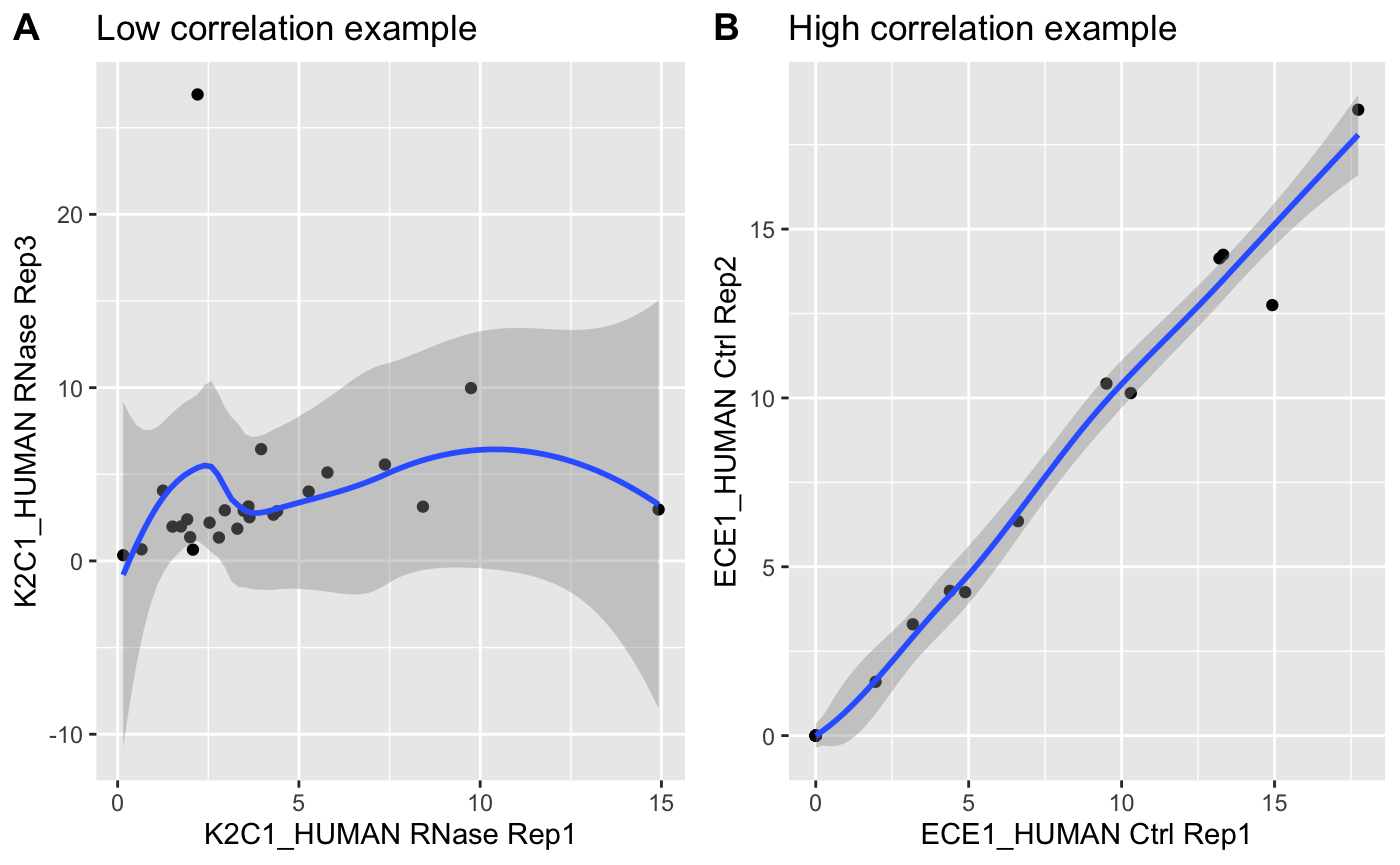 A Low correlation example
K2C1_HUMAN RNase Rep3
20
10
0
-10
0 5 10 15
K2C1_HUMAN RNase Rep1
B High correlation example
ECE1_HUMAN Ctrl Rep2
15
10
5
0
0 5 10 15
ECE1_HUMAN Ctrl Rep1